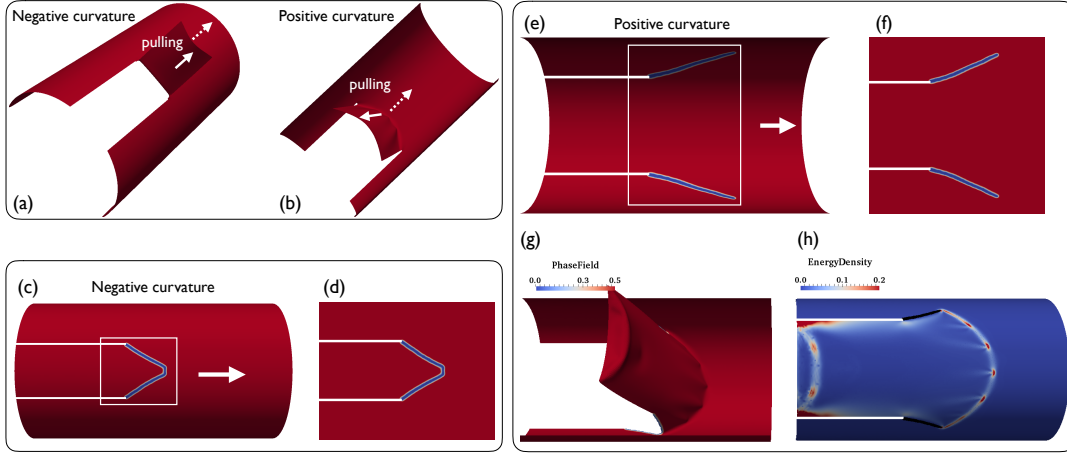 Negative curvature
pulling
(a)
Positive curvature
pulling
(b)
(c)
Negative curvature
(d)
(e)
Positive curvature
(f)
(g)
PhaseField
0.0 0.3 0.5
(h)
EnergyDensity
0.0 0.1 0.2